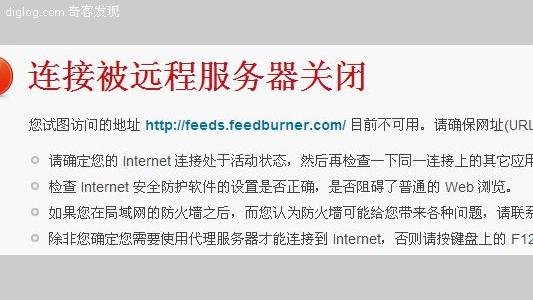 diglog.com 奇客发现
连接被远程服务器关闭
您试图访问的地址 http://feeds.feedburner.com/ 目前不可用。请确保网址(URL
请确定您的 Internet 连接处于活动状态，然后再检查一下同一连接上的其它应用
检查 Internet 安全防护软件的设置是否正确，是否阻碍了普通的 Web 浏览。
如果您在局域网的防火墙之后，而您认为防火墙可能给您带来各种问题，请联系
除非您确定您需要使用代理服务器才能连接到 Internet，否则请按键盘上的 F12